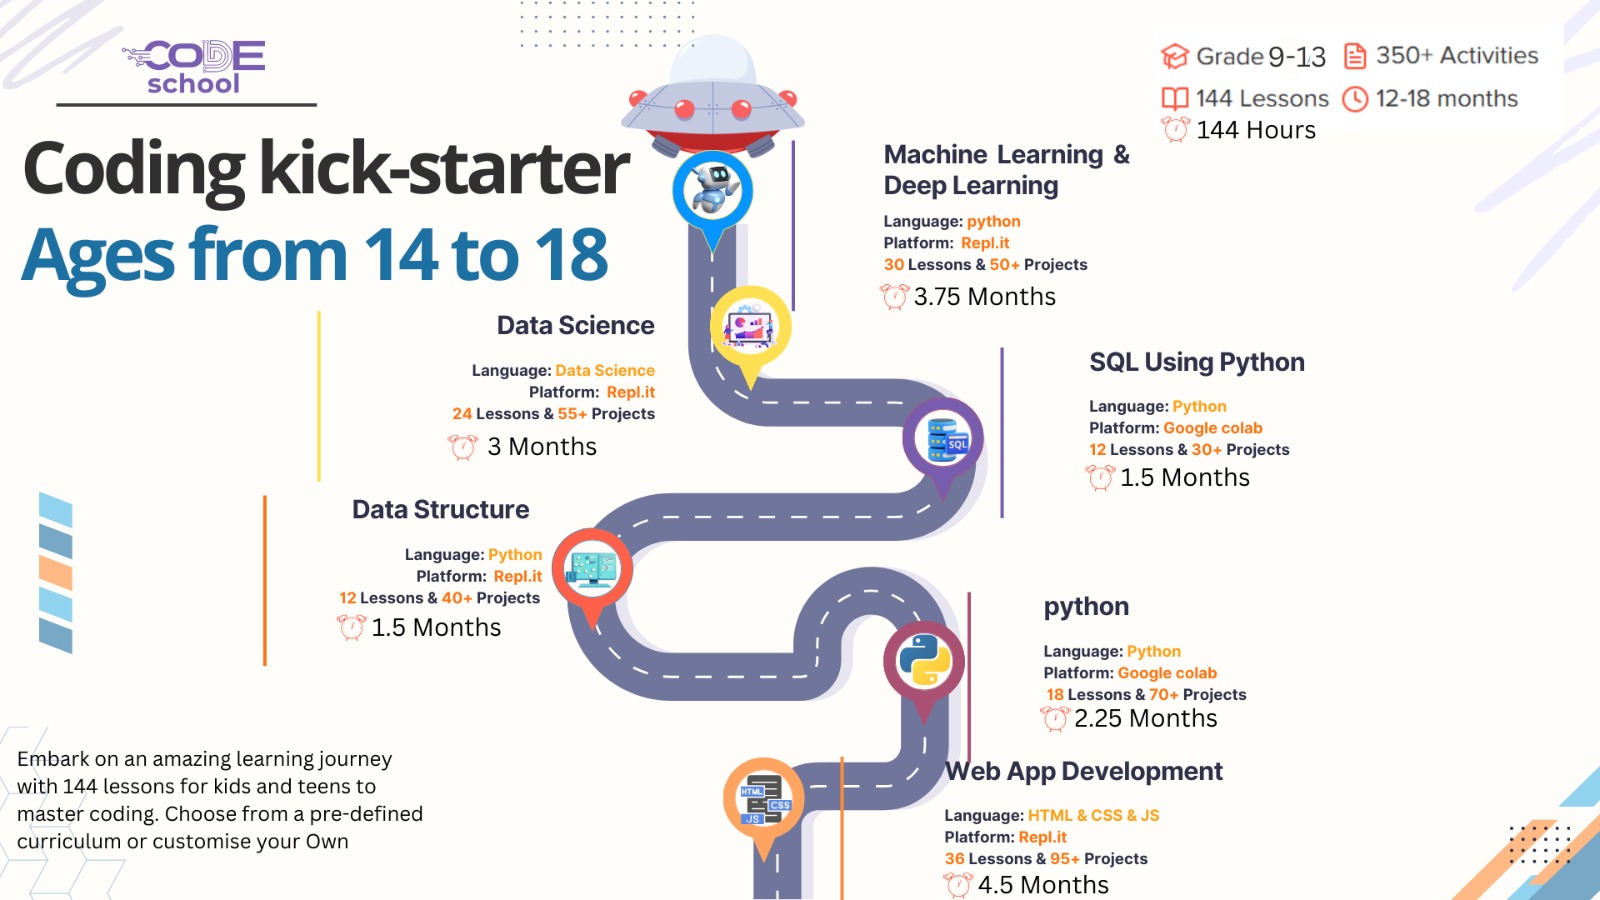 CODE
school
Grade 9-13
350+ Activities
144 Lessons
12-18 months
144 Hours
Coding kick-starter
Ages from 14 to 18
Machine Learning &
Deep Learning
Language: python
Platform: Repl.it
30 Lessons & 50+ Projects
3.75 Months
Data Science
Language: Data Science
Platform: Repl.it
24 Lessons & 55+ Projects
3 Months
SQL Using Python
Language: Python
Platform: Google colab
12 Lessons & 30+ Projects
1.5 Months
SQL
Data Structure
Language: Python
Platform: Repl.it
12 Lessons & 40+ Projects
1.5 Months
python
Language: Python
Platform: Google colab
18 Lessons & 70+ Projects
2.25 Months
Web App Development
Language: HTML & CSS & JS
Platform: Repl.it
36 Lessons & 95+ Projects
4.5 Months
HTML
CSS
JS
Embark on an amazing learning journey
with 144 lessons for kids and teens to
master coding. Choose from a pre-defined
curriculum or customise your Own